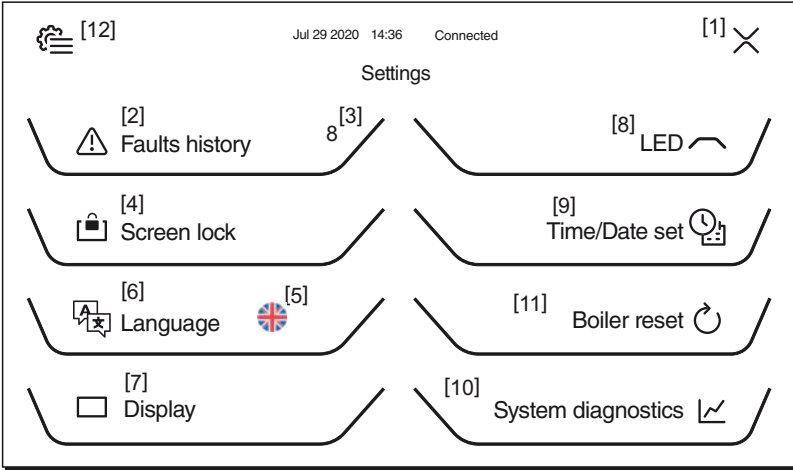 [12] Jul 29 2020 14:36 Connected [1]
Settings
[2] [3]
Faults history 8
[8]
LED
[4]
Screen lock
[9]
Time/Date set
[6] [5]
A Language
[11]
Boiler reset
[7]
Display
[10]
System diagnostics